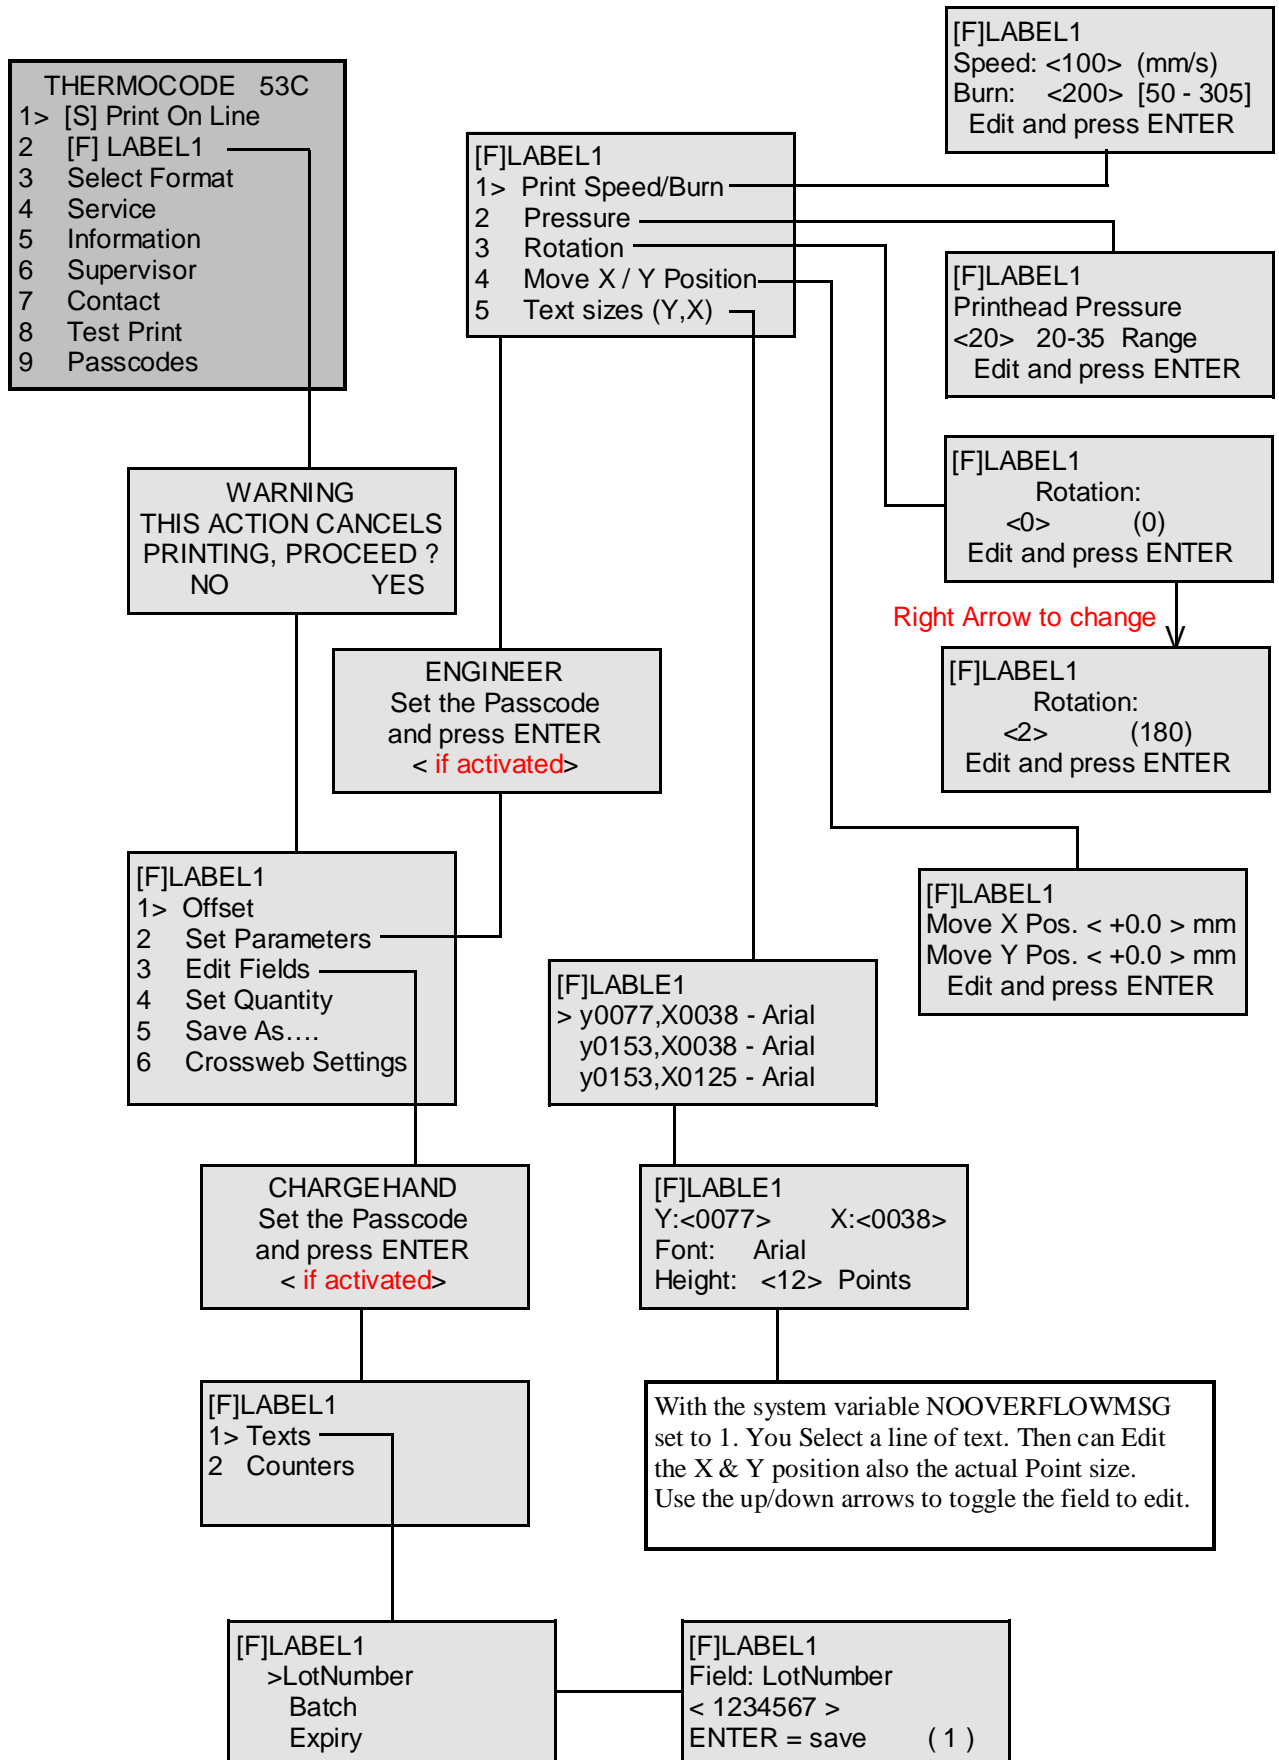 THERMOCODE 53C
1> [S] Print On Line
2 [F] LABEL1
3 Select Format
4 Service
5 Information
6 Supervisor
7 Contact
8 Test Print
9 Passcodes
WARNING
THIS ACTION CANCELS
PRINTING, PROCEED ?
NO YES
[F]LABEL1
1> Offset
2 Set Parameters
3 Edit Fields
4 Set Quantity
5 Save As....
6 Crossweb Settings
ENGINEER
Set the Passcode
and press ENTER
< if activated>
[F]LABEL1
1> Print Speed/Burn
2 Pressure
3 Rotation
4 Move X / Y Position
5 Text sizes (Y,X)
[F]LABEL1
Speed: <100> (mm/s)
Burn: <200> [50 - 305]
Edit and press ENTER
[F]LABEL1
Printhead Pressure
<20> 20-35 Range
Edit and press ENTER
[F]LABEL1
Rotation:
<0> (0)
Edit and press ENTER
Right Arrow to change
[F]LABEL1
Rotation:
<2> (180)
Edit and press ENTER
[F]LABEL1
Move X Pos. < +0.0 > mm
Move Y Pos. < +0.0 > mm
Edit and press ENTER
[F]LABLE1
> y0077,X0038 - Arial
y0153,X0038 - Arial
y0153,X0125 - Arial
[F]LABLE1
Y:<0077> X:<0038>
Font: Arial
Height: <12> Points
With the system variable NOOVERFLOWMSG
set to 1. You Select a line of text. Then can Edit
the X & Y position also the actual Point size.
Use the up/down arrows to toggle the field to edit.
CHARGEHAND
Set the Passcode
and press ENTER
< if activated>
[F]LABEL1
1> Texts
2 Counters
[F]LABEL1
>LotNumber
Batch
Expiry
[F]LABEL1
Field: LotNumber
< 1234567 >
ENTER = save ( 1 )